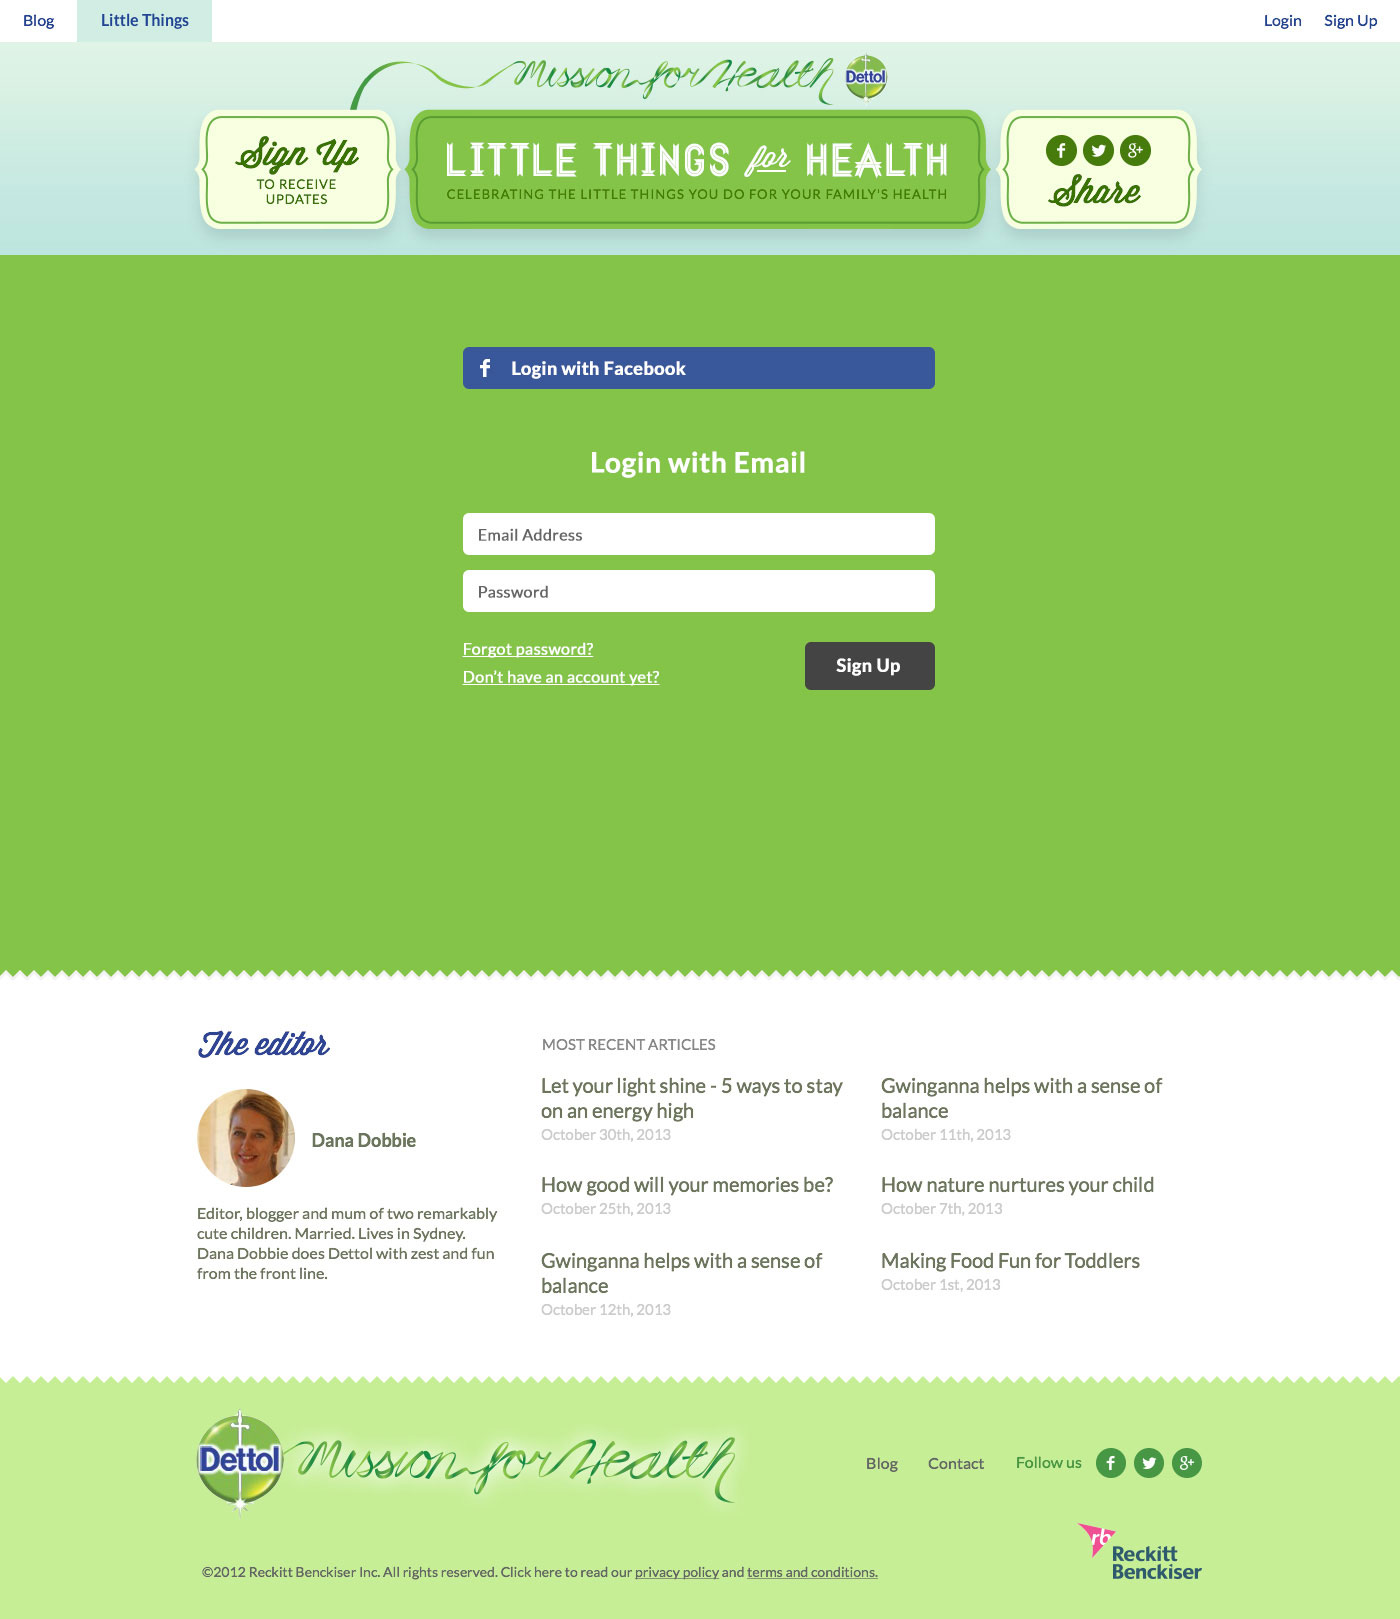 Blog
Little Things
Login
Sign Up
Mission for Health
Dettol
Sign Up
TO RECEIVE
UPDATES
LITTLE THINGS for HEALTH
CELEBRATING THE LITTLE THINGS YOU DO FOR YOUR FAMILY'S HEALTH
Share
Login with Facebook
Login with Email
Email Address
Password
Forgot password?
Don't have an account yet?
Sign Up
The editor
Dana Dobbie
Editor, blogger and mum of two remarkably
cute children. Married. Lives in Sydney.
Dana Dobbie does Dettol with zest and fun
from the front line.
MOST RECENT ARTICLES
Let your light shine - 5 ways to stay
on an energy high
October 30th, 2013
How good will your memories be?
October 25th, 2013
Gwinganna helps with a sense of
balance
October 12th, 2013
Gwinganna helps with a sense of
balance
October 11th, 2013
How nature nurtures your child
October 7th, 2013
Making Food Fun for Toddlers
October 1st, 2013
Dettol
Mission for Health
Blog
Contact
Follow us
rb
Reckitt
Benckiser
©2012 Reckitt Benckiser Inc. All rights reserved. Click here to read our privacy policy and terms and conditions.